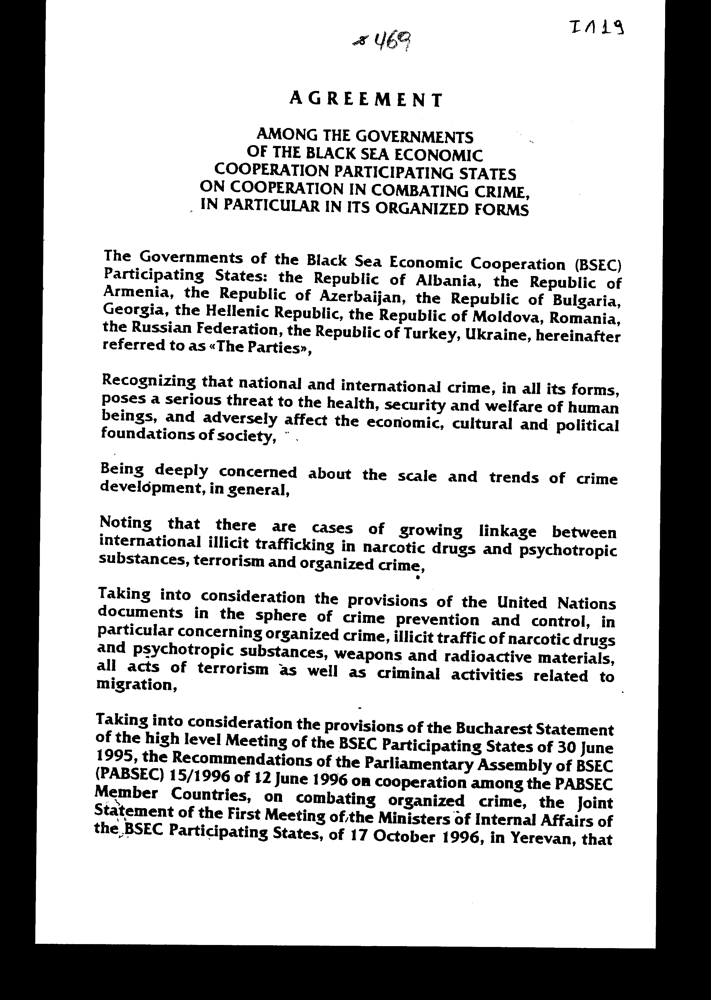 I 119
469
AGREEMENT
AMONG THE GOVERNMENTS
OF THE BLACK SEA ECONOMIC
COOPERATION PARTICIPATING STATES
ON COOPERATION IN COMBATING CRIME,
IN PARTICULAR IN ITS ORGANIZED FORMS
The Governments of the Black Sea Economic Cooperation (BSEC)
Participating States: the Republic of Albania, the Republic of
Armenia, the Republic of Azerbaijan, the Republic of Bulgaria,
Georgia, the Hellenic Republic, the Republic of Moldova, Romania,
the Russian Federation, the Republic of Turkey, Ukraine, hereinafter
referred to as «The Parties»,
Recognizing that national and international crime, in all its forms,
poses a serious threat to the health, security and welfare of human
beings, and adversely affect the economic, cultural and political
foundations of society,
Being deeply concerned about the scale and trends of crime
development, in general,
Noting that there are cases of growing linkage between
international illicit trafficking in narcotic drugs and psychotropic
substances, terrorism and organized crime,
Taking into consideration the provisions of the United Nations
documents in the sphere of crime prevention and control, in
particular concerning organized crime, illicit traffic of narcotic drugs
and psychotropic substances, weapons and radioactive materials,
all acts of terrorism as well as criminal activities related to
migration,
Taking into consideration the provisions of the Bucharest Statement
of the high level Meeting of the BSEC Participating States of 30 June
1995, the Recommendations of the Parliamentary Assembly of BSEC
(PABSEC) 15/1996 of 12 June 1996 on cooperation among the PABSEC
Member Countries, on combating organized crime, the Joint
Statement of the First Meeting of the Ministers of Internal Affairs of
the BSEC Participating States, of 17 October 1996, in Yerevan, that